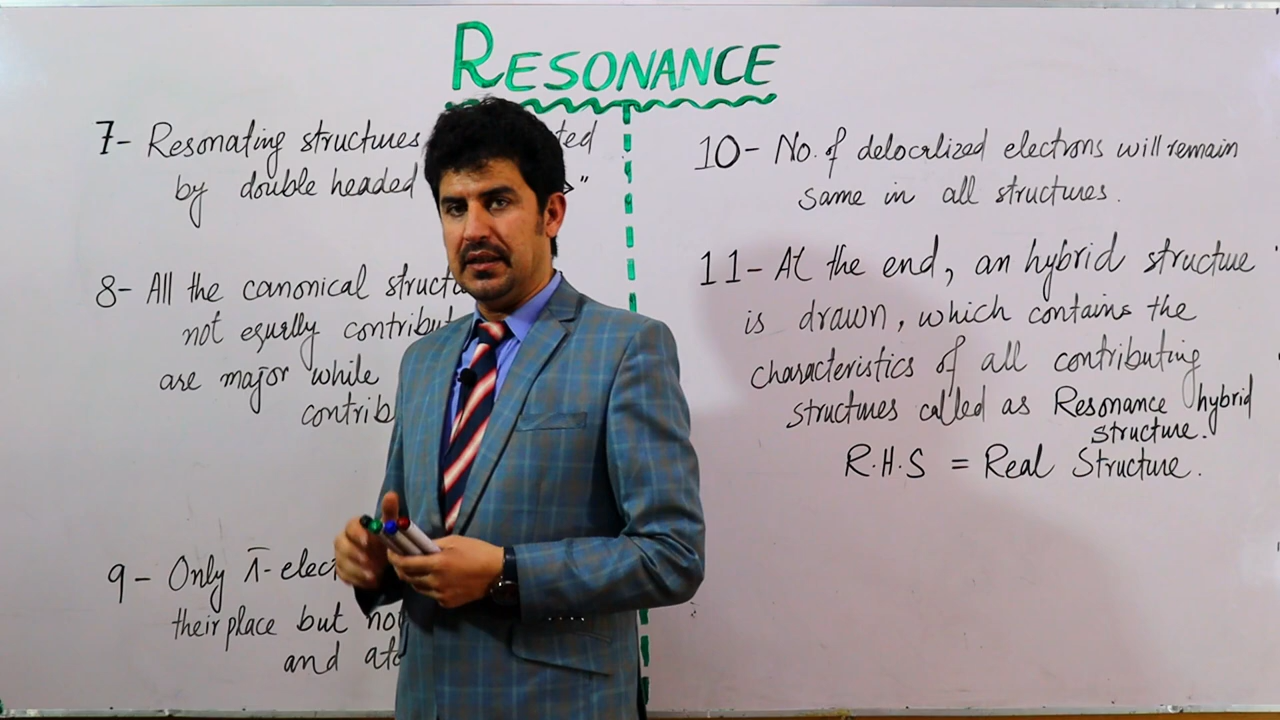 RESONANCE
7- Resonating structures
by double headed "
8- All the canonical
not equally
are major while
9- Only π-
their place but
and
10- No. of delocalized electrons will remain
same in all structures.
11- At the end, an hybrid structure
is drawn, which contains the
characteristics of all contributing
structures called as Resonance hybrid
structure.
R.H.S = Real Structure.